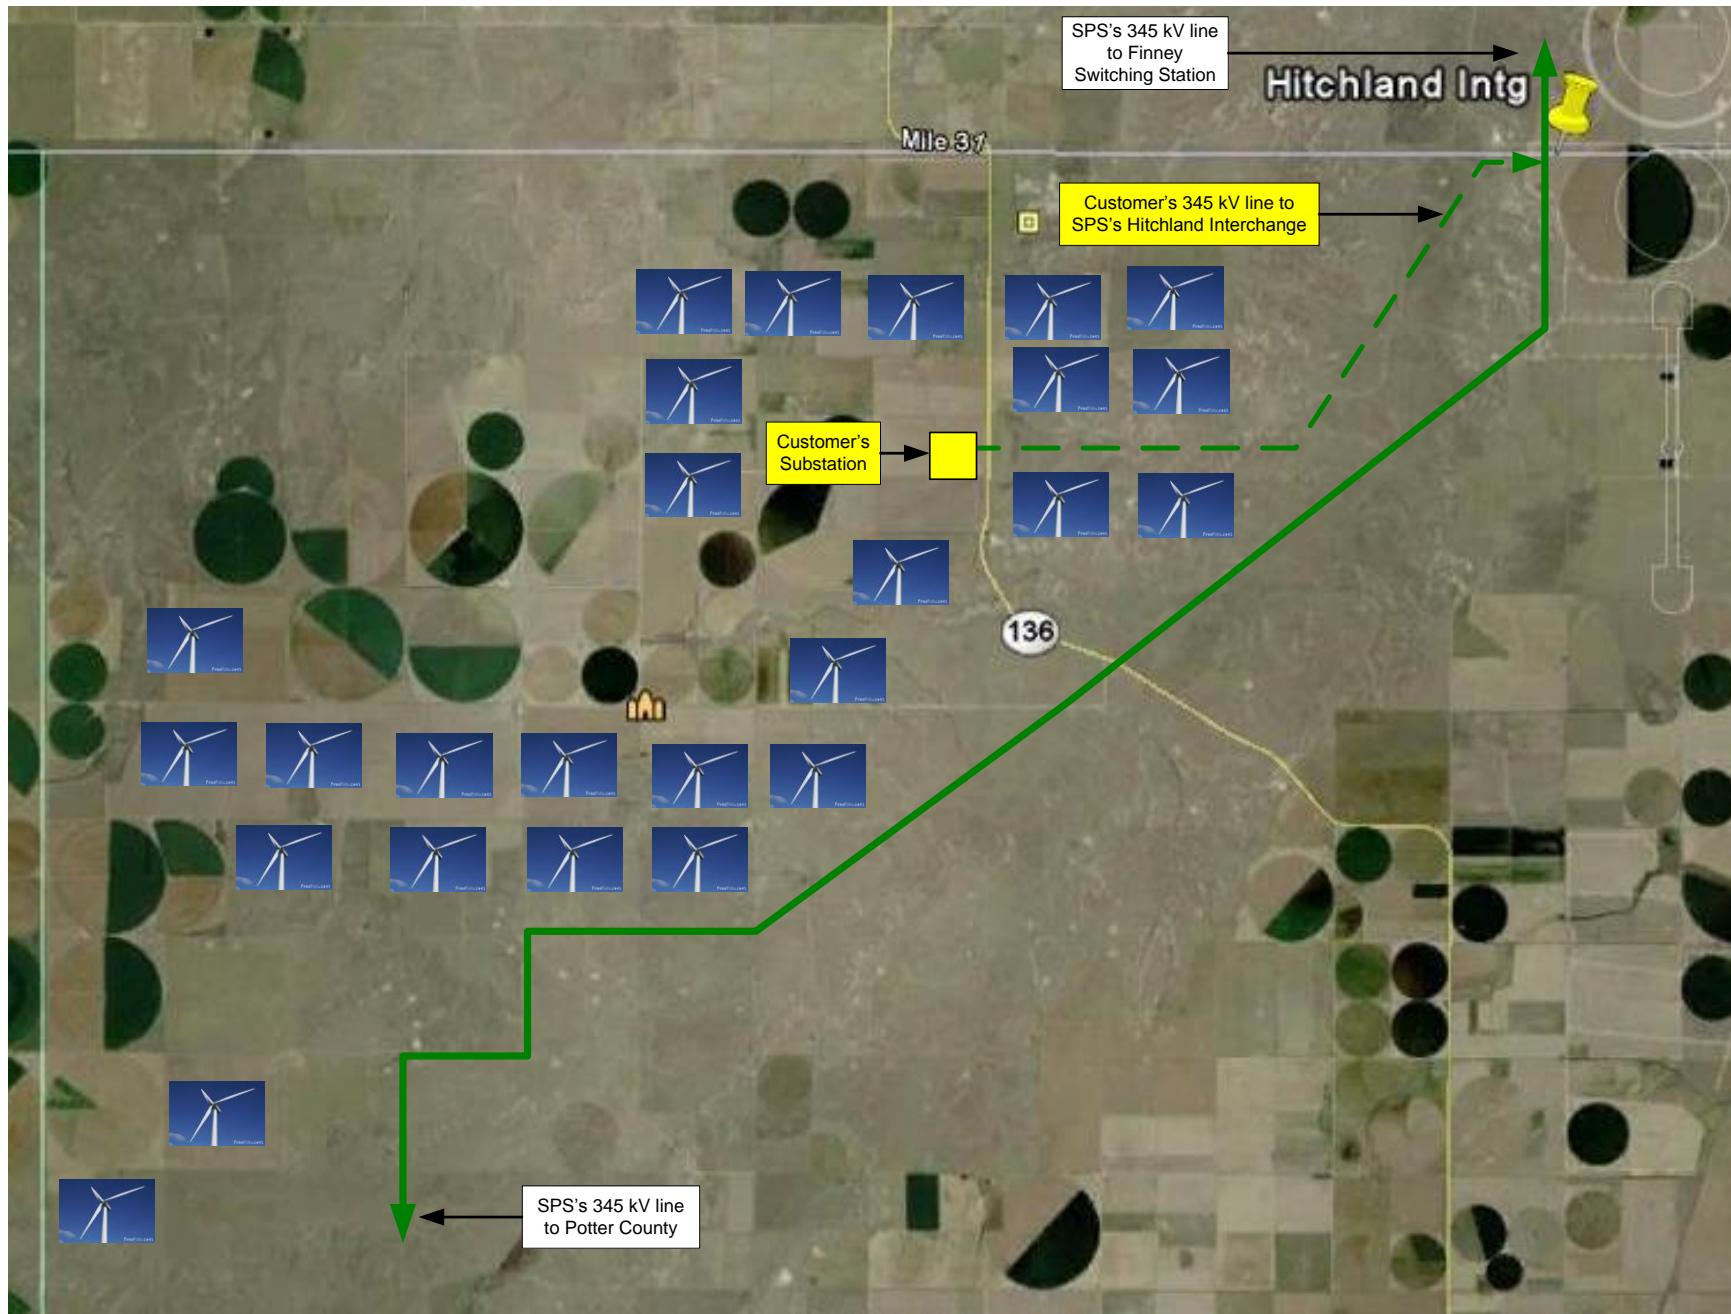 SPS's 345 kV line
to Finney
Switching Station
Hitchland Intg
Mile 31
Customer's 345 kV line to
SPS's Hitchland Interchange
Customer's
Substation
136
SPS's 345 kV line
to Potter County